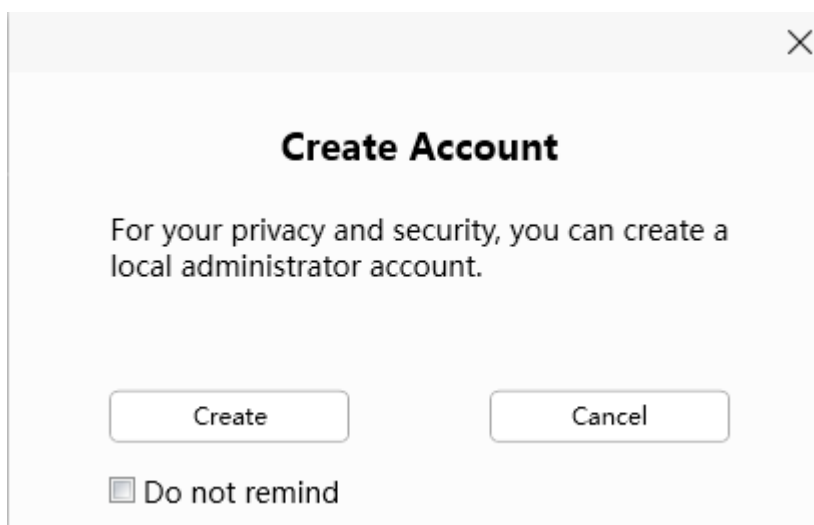 Create Account
For your privacy and security, you can create a
local administrator account.
Create
Cancel
Do not remind